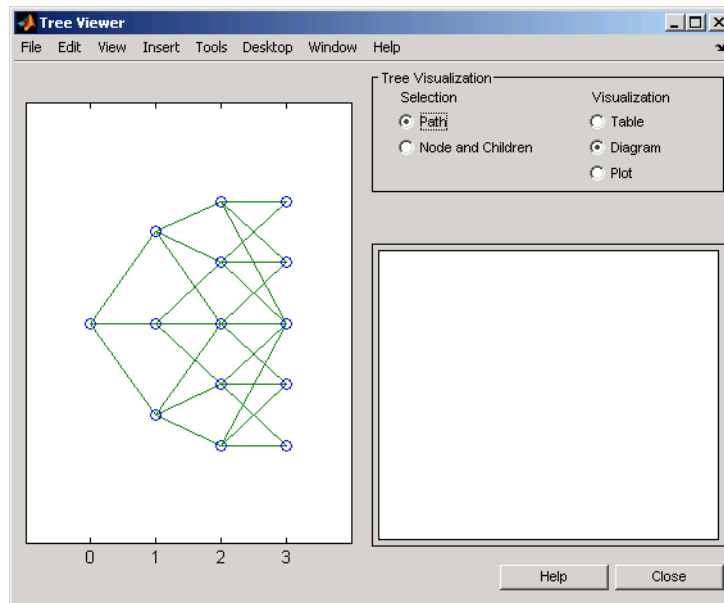 Tree Viewer
File Edit View Insert Tools Desktop Window Help
Tree Visualization
Selection Visualization
Path Table
Node and Children Diagram
Plot
0 1 2 3
Help Close